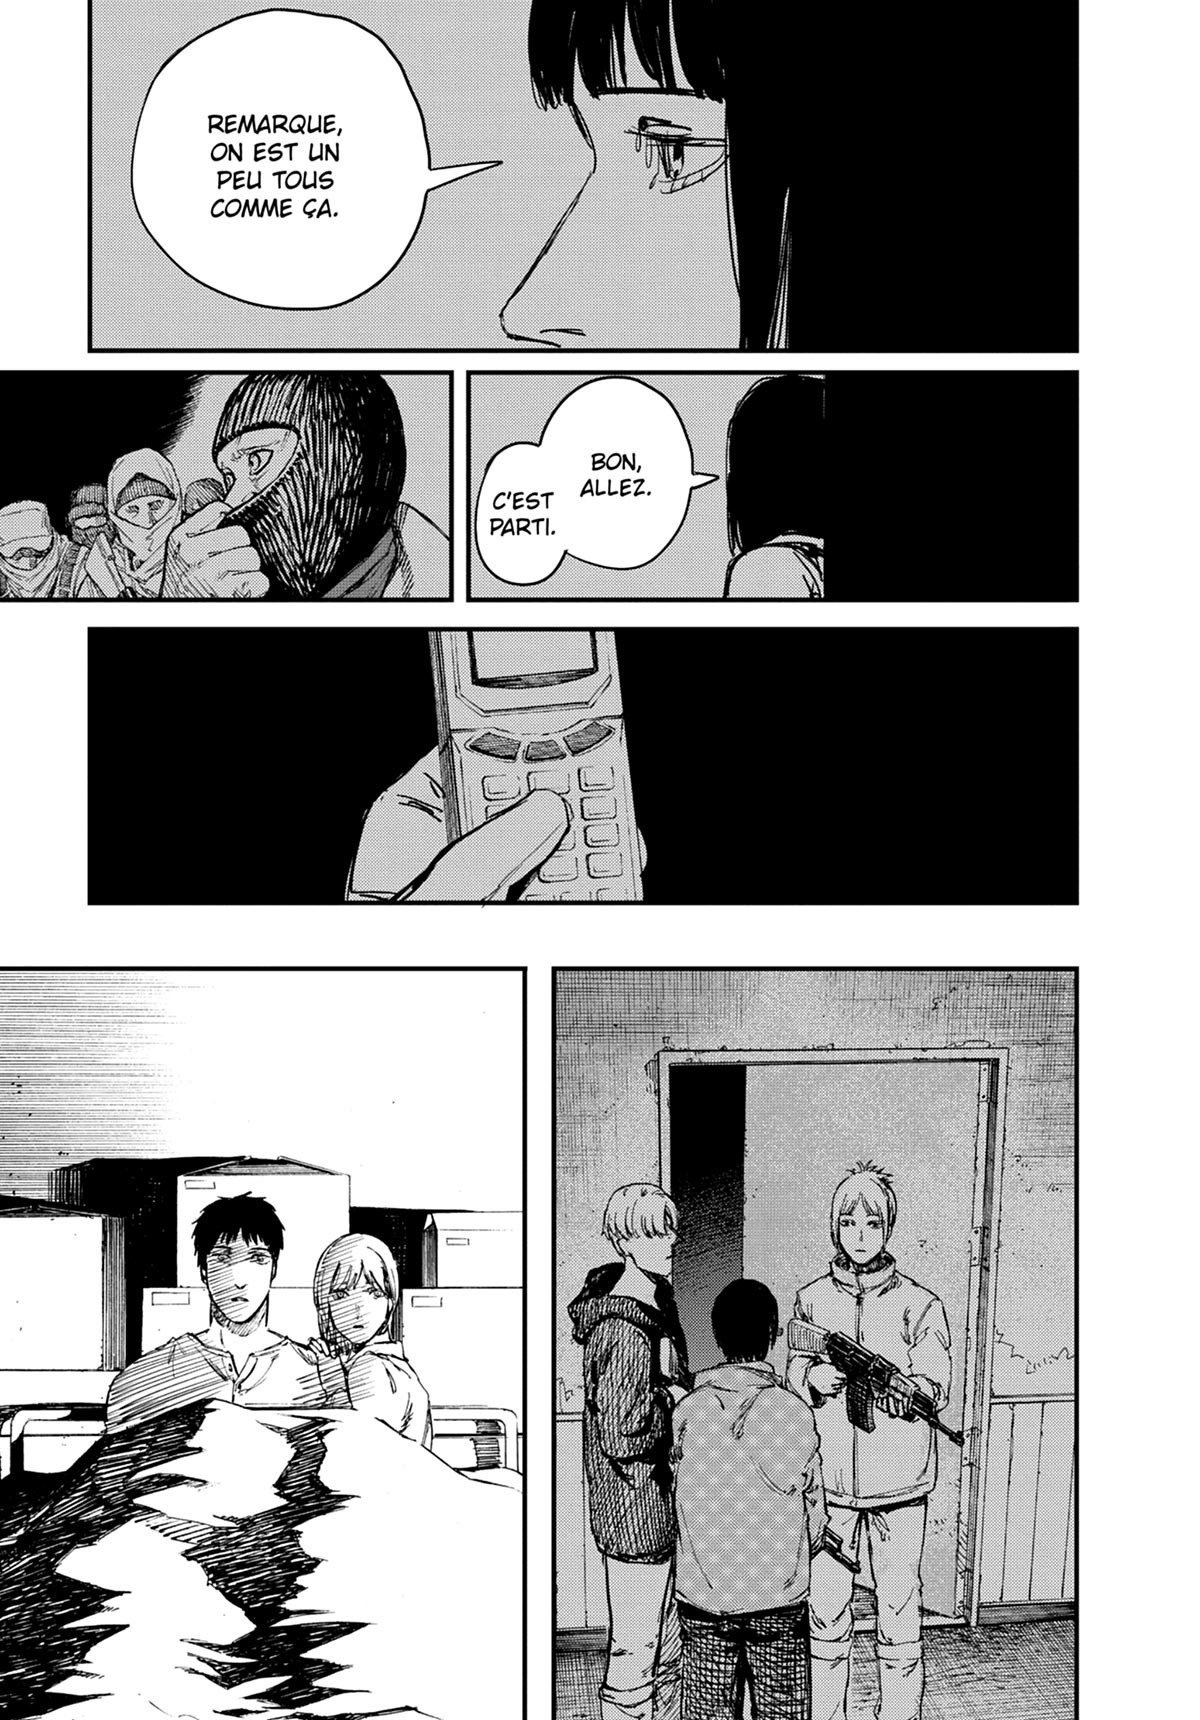 REMARQUE,
ON EST UN
PEU TOUS
COMME ÇA.
BON,
ALLEZ.
C'EST
PARTI.